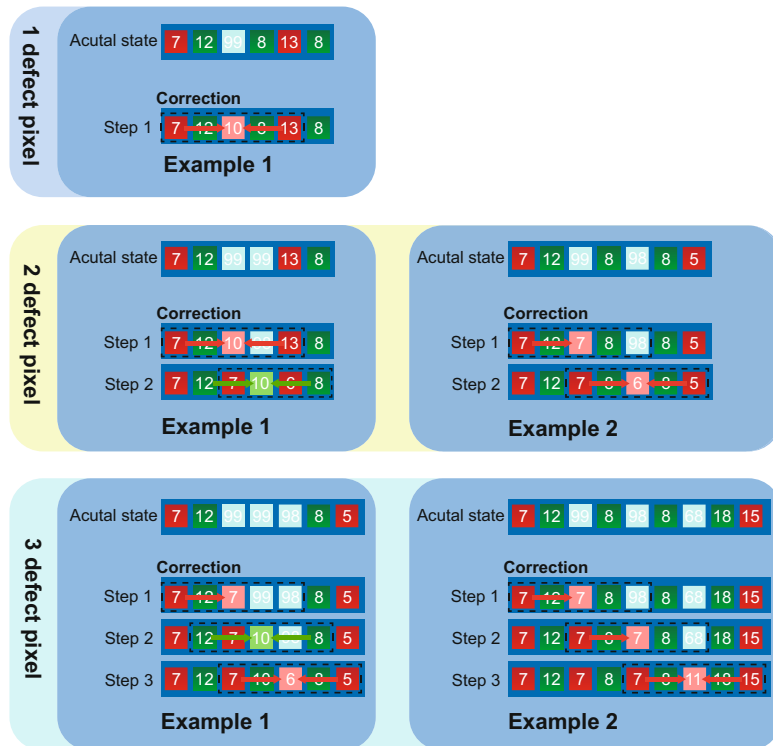 1 defect pixel
Acutal state 7 12 99 8 13 8
Correction
Step 1 7 12 10 8 13 8
Example 1
2 defect pixel
Acutal state 7 12 99 99 13 8
Correction
Step 1 7 12 10 13 8
Step 2 7 12 7 10 6 8
Example 1
Acutal state 7 12 99 8 98 8 5
Correction
Step 1 7 12 7 8 98 8 5
Step 2 7 12 7 8 6 8 5
Example 2
3 defect pixel
Acutal state 7 12 99 99 98 8 5
Correction
Step 1 7 12 7 99 98 8 5
Step 2 7 12 7 10 8 5
Step 3 7 12 7 10 6 8 5
Example 1
Acutal state 7 12 99 8 98 8 68 18 15
Correction
Step 1 7 12 7 8 98 8 68 18 15
Step 2 7 12 7 8 7 8 68 18 15
Step 3 7 12 7 8 7 8 11 18 15
Example 2